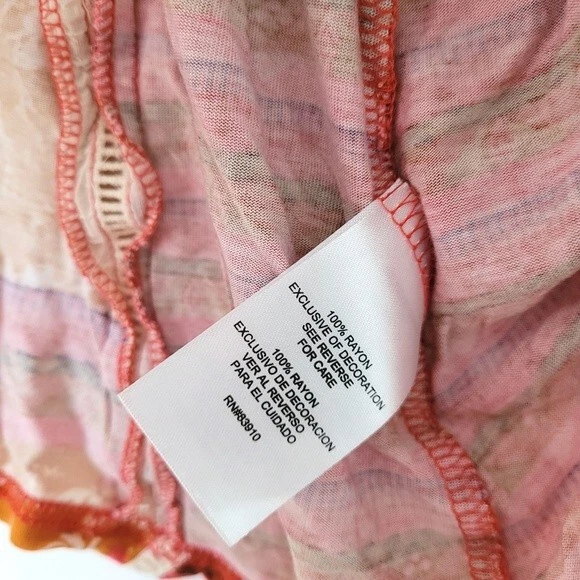 100% RAYON
EXCLUSIVE OF DECORATION
SEE REVERSE
FOR CARE
100% RAYON
EXCLUSIVO DE DECORACION
VER AL REVERSO
PARA EL CUIDADO
RN#83910